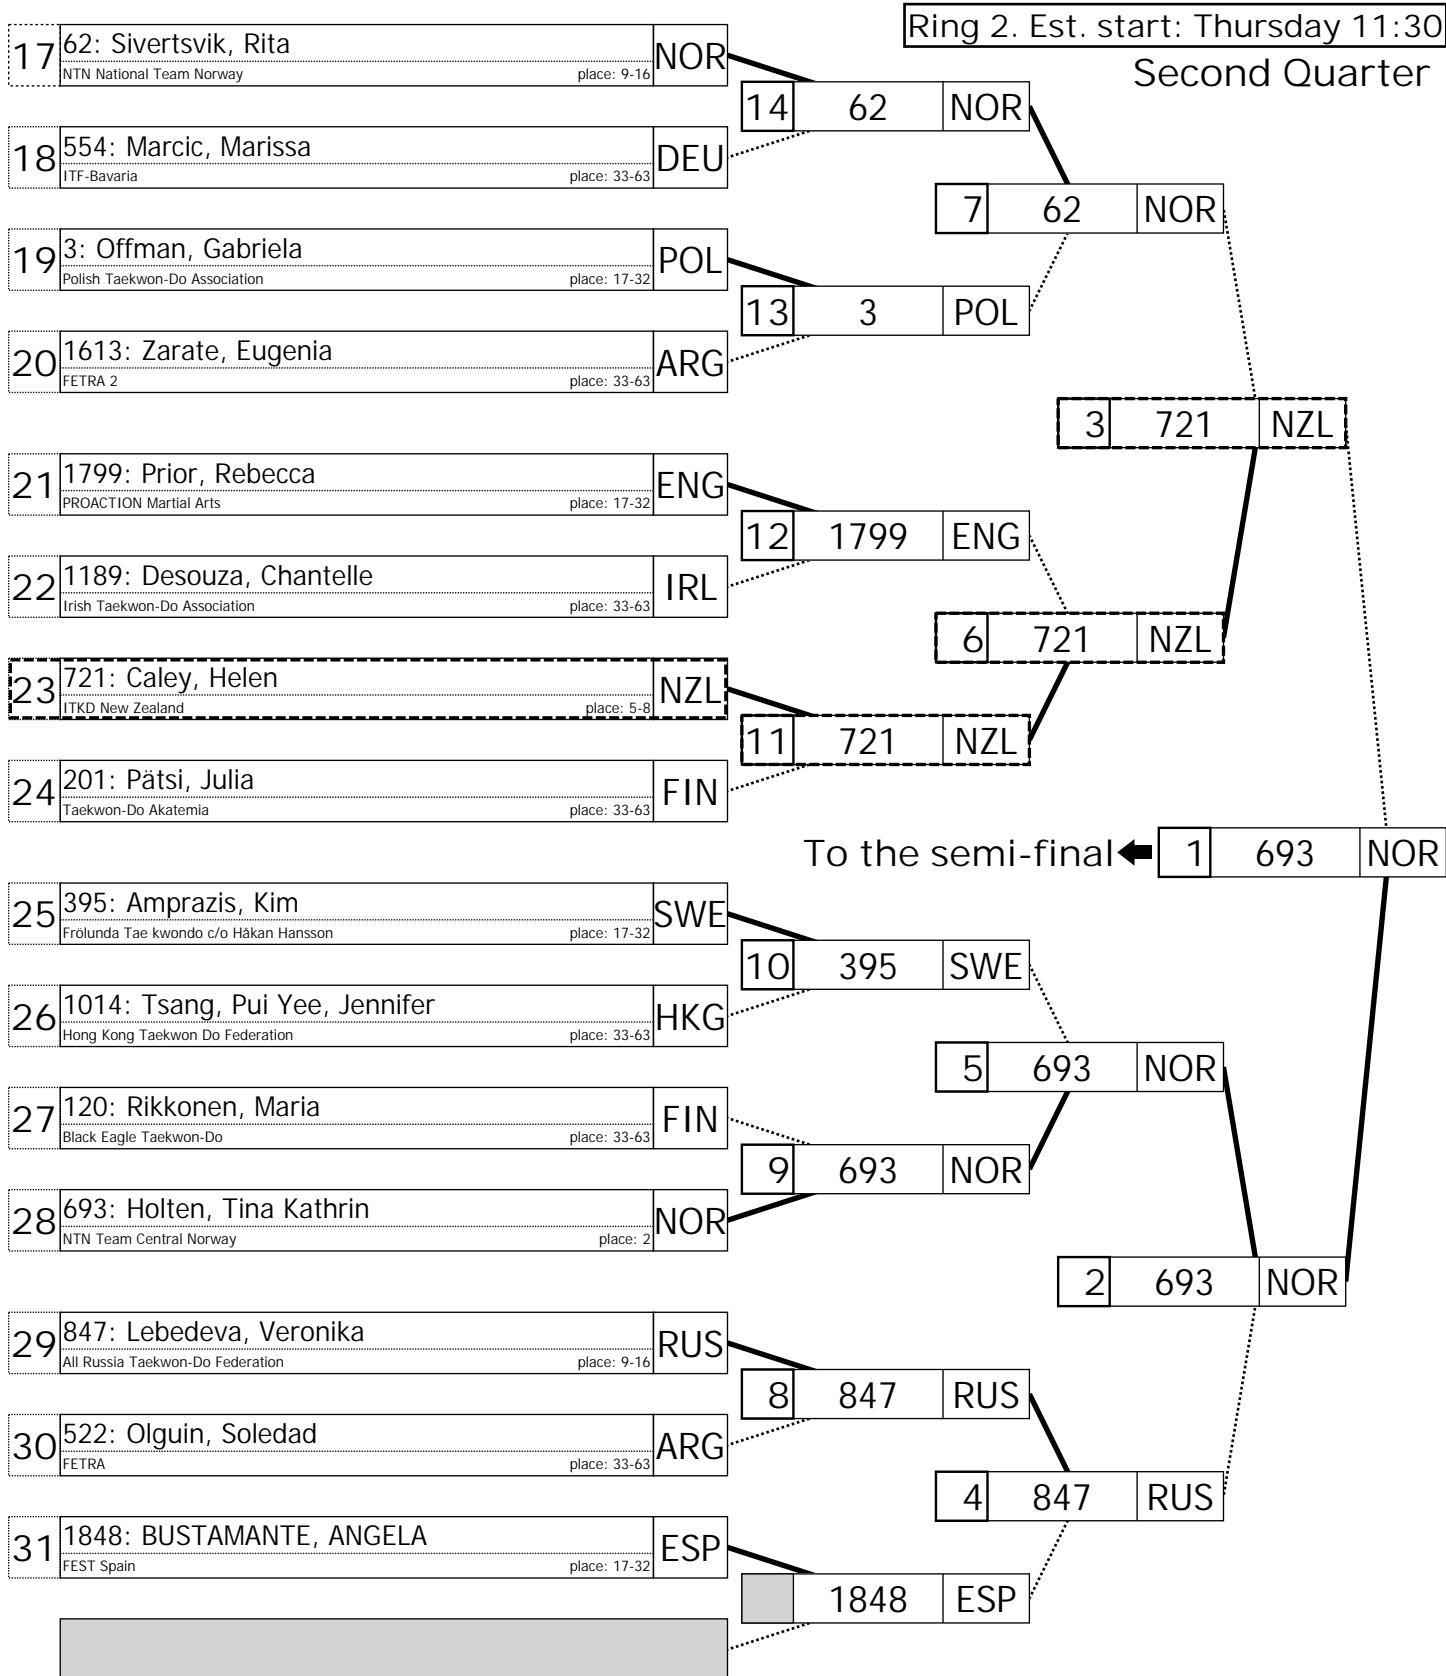 Ring 2. Est. start: Thursday 11:30
Second Quarter
17 62: Sivertsvik, Rita NOR
NTN National Team Norway place: 9-16
14 62 NOR
18 554: Marcic, Marissa DEU
ITF-Bavaria place: 33-63
7 62 NOR
19 3: Offman, Gabriela POL
Polish Taekwon-Do Association place: 17-32
13 3 POL
20 1613: Zarate, Eugenia ARG
FETRA 2 place: 33-63
3 721 NZL
21 1799: Prior, Rebecca ENG
PROACTION Martial Arts place: 17-32
12 1799 ENG
22 1189: Desouza, Chantelle IRL
Irish Taekwon-Do Association place: 33-63
6 721 NZL
23 721: Caley, Helen NZL
ITKD New Zealand place: 5-8
11 721 NZL
24 201: Pätsi, Julia FIN
Taekwon-Do Akatemia place: 33-63
To the semi-final 1 693 NOR
25 395: Amprazis, Kim SWE
Frölunda Tae kwondo c/o Håkan Hansson place: 17-32
10 395 SWE
26 1014: Tsang, Pui Yee, Jennifer HKG
Hong Kong Taekwon Do Federation place: 33-63
5 693 NOR
27 120: Rikkonen, Maria FIN
Black Eagle Taekwon-Do place: 33-63
9 693 NOR
28 693: Holten, Tina Kathrin NOR
NTN Team Central Norway place: 2
2 693 NOR
29 847: Lebedeva, Veronika RUS
All Russia Taekwon-Do Federation place: 9-16
8 847 RUS
30 522: Olguin, Soledad ARG
FETRA place: 33-63
4 847 RUS
31 1848: BUSTAMANTE, ANGELA ESP
FEST Spain place: 17-32
1848 ESP